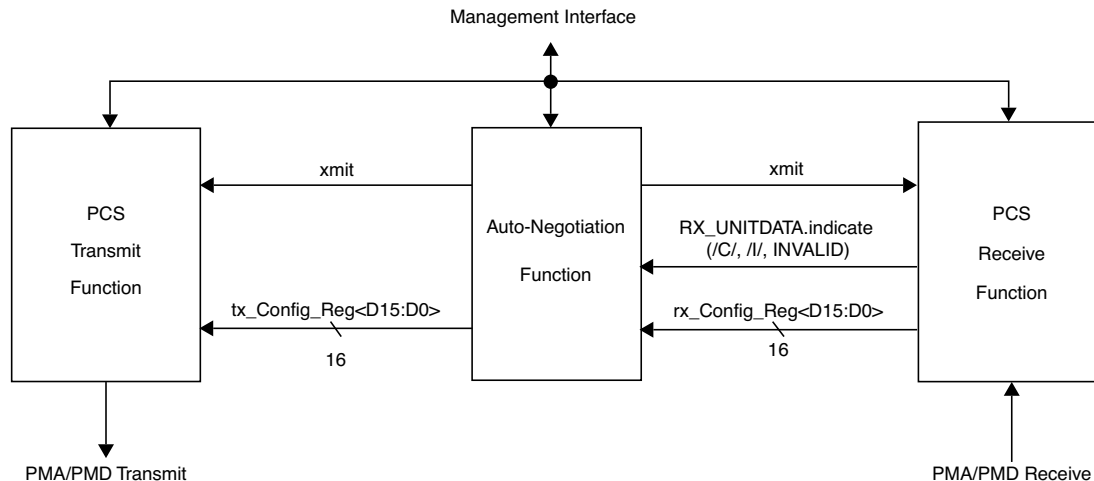 Management Interface
xmit
xmit
PCS
Transmit
Function
Auto-Negotiation
Function
RX_UNITDATA.indicate
(/C/, /I/, INVALID)
PCS
Receive
Function
tx_Config_Reg<D15:D0>
16
rx_Config_Reg<D15:D0>
16
PMA/PMD Transmit
PMA/PMD Receive